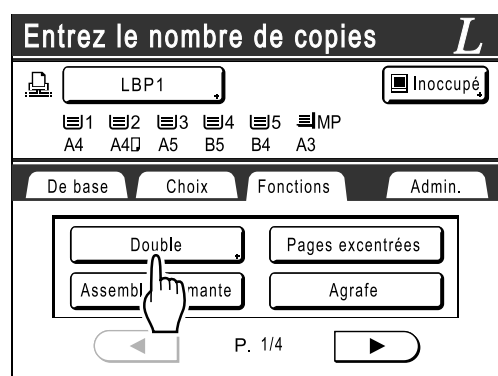 Entrez le nombre de copies L
LBP1 Inoccupé
1 2 3 4 5 MP
A4 A4 A5 B5 B4 A3
De base Choix Fonctions Admin.
Double Pages excentrées
Agrafe
P. 1/4